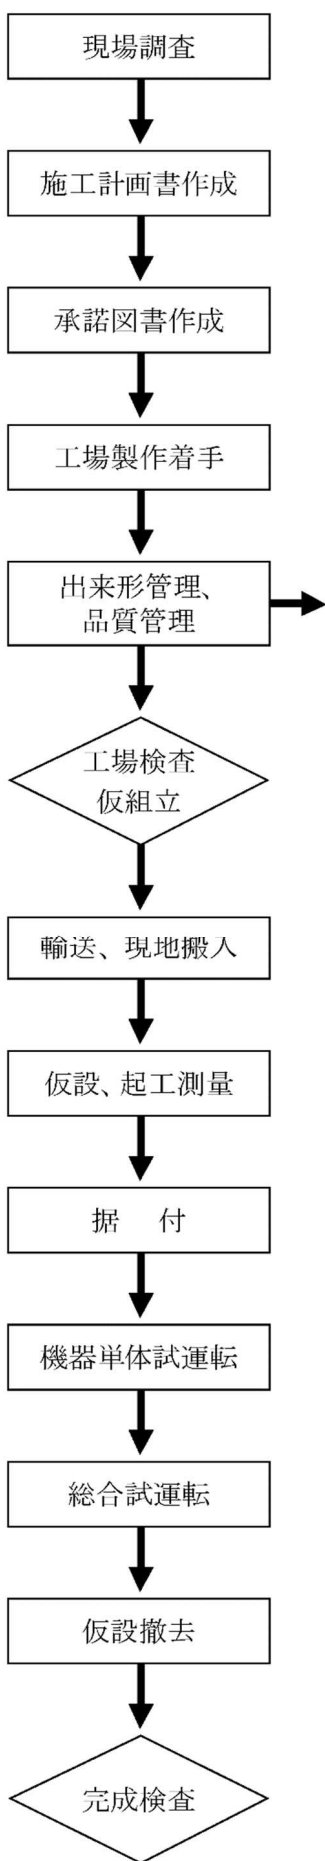 現場調査
施工計画書作成
承諾図書作成
工場製作着手
出来形管理、
品質管理
工場検査
仮組立
輸送、現地搬入
仮設、起工測量
据　付
機器単体試運転
総合試運転
仮設撤去
完成検査